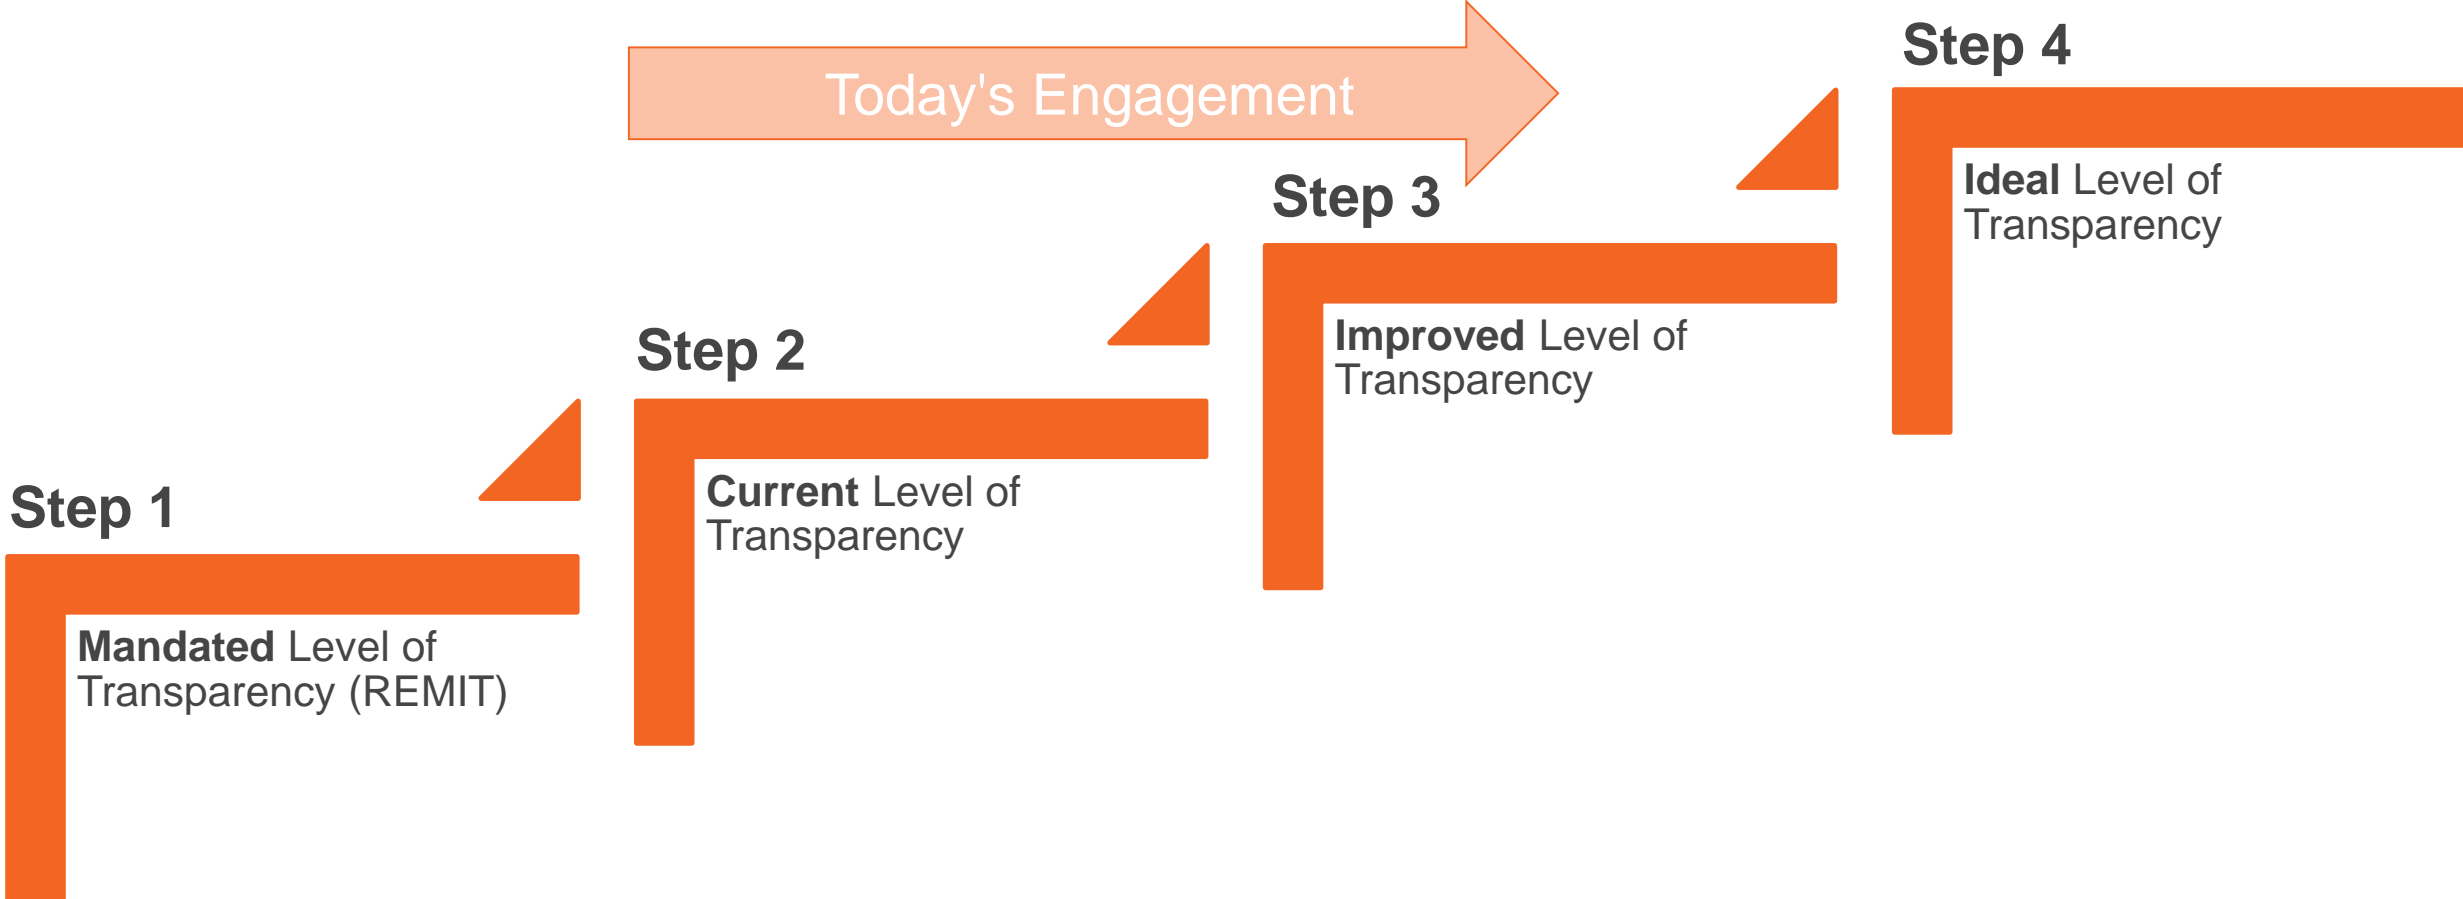 Today's Engagement
Step 1
Mandated Level of
Transparency (REMIT)
Step 2
Current Level of
Transparency
Step 3
Improved Level of
Transparency
Step 4
Ideal Level of
Transparency